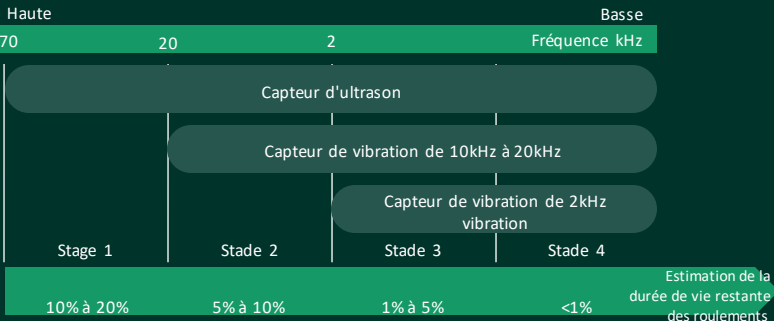 Haute Basse
70 20 2 Fréquence kHz
Capteur d'ultrason
Capteur de vibration de 10kHz à 20kHz
Capteur de vibration de 2kHz
vibration
Stage 1 Stade 2 Stade 3 Stade 4
10% à 20% 5% à 10% 1% à 5% <1%
Estimation de la
durée de vie restante
des roulements